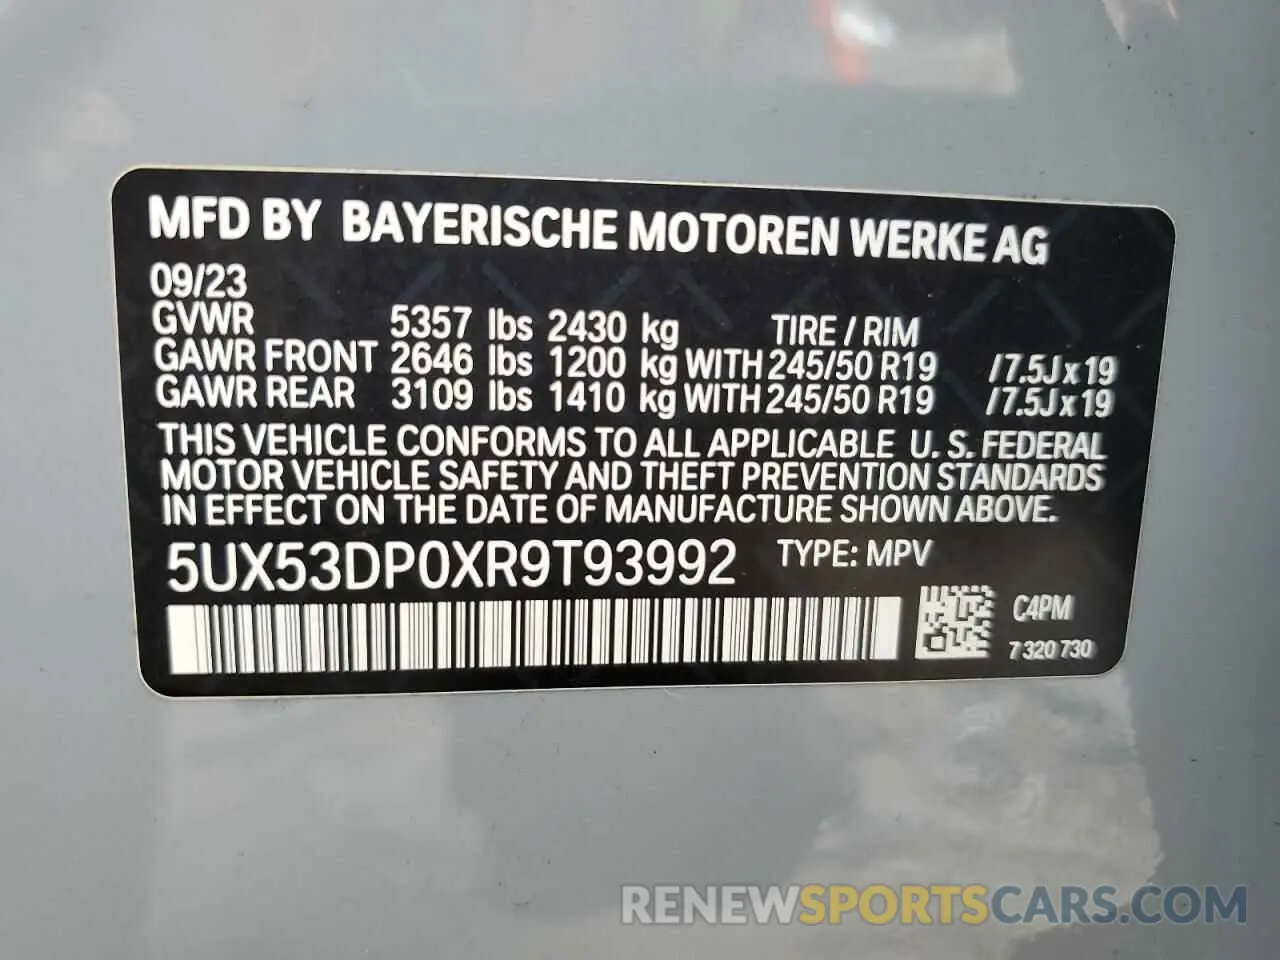 MFD BY BAYERISCHE MOTOREN WERKE AG
09/23
GVWR 5357 lbs 2430 kg TIRE / RIM
GAWR FRONT 2646 lbs 1200 kg WITH 245/50 R19 /7.5Jx19
GAWR REAR 3109 lbs 1410 kg WITH 245/50 R19 /7.5Jx19
THIS VEHICLE CONFORMS TO ALL APPLICABLE U. S. FEDERAL
MOTOR VEHICLE SAFETY AND THEFT PREVENTION STANDARDS
IN EFFECT ON THE DATE OF MANUFACTURE SHOWN ABOVE.
5UX53DP0XR9T93992 TYPE: MPV
C4PM
7 320 730
RENEWSPORTSCARS.COM